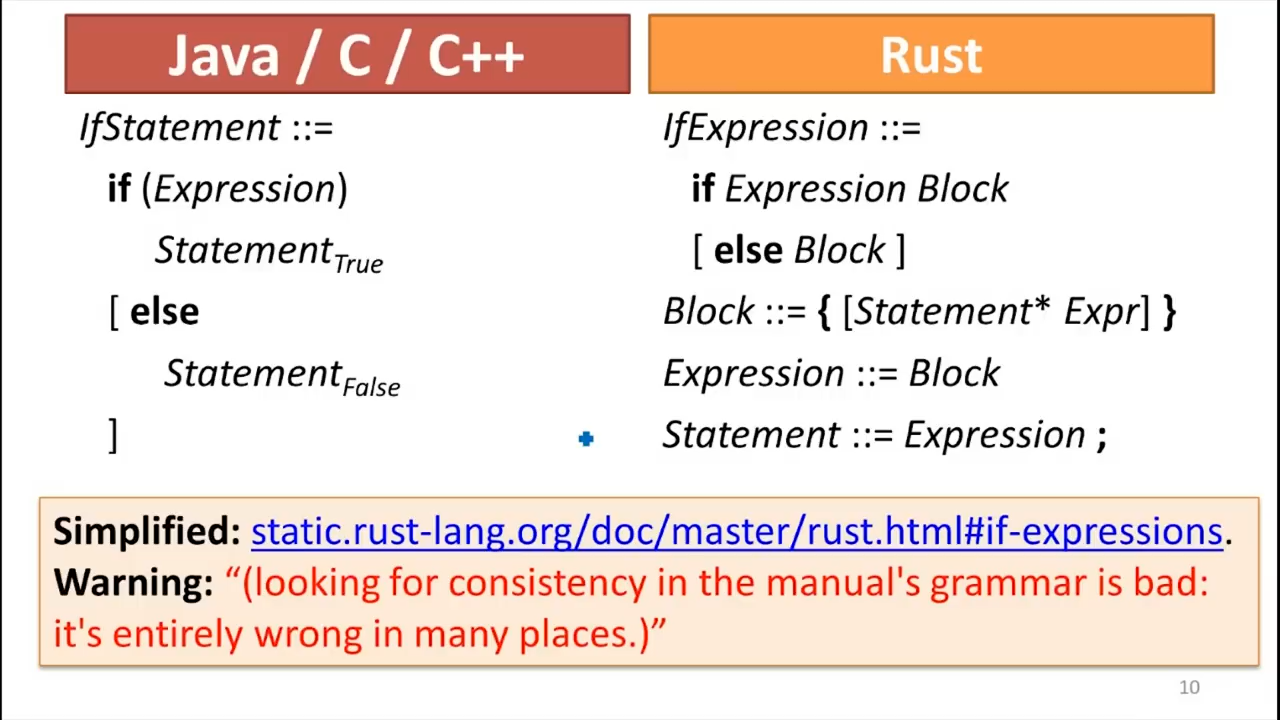 Java / C / C++
IfStatement ::=
if (Expression)
StatementTrue
[ else
StatementFalse
]
Rust
IfExpression ::=
if Expression Block
[ else Block ]
Block ::= { [Statement* Expr] }
Expression ::= Block
Statement ::= Expression ;
Simplified: static.rust-lang.org/doc/master/rust.html#if-expressions.
Warning: “(looking for consistency in the manual's grammar is bad:
it's entirely wrong in many places.)”
10